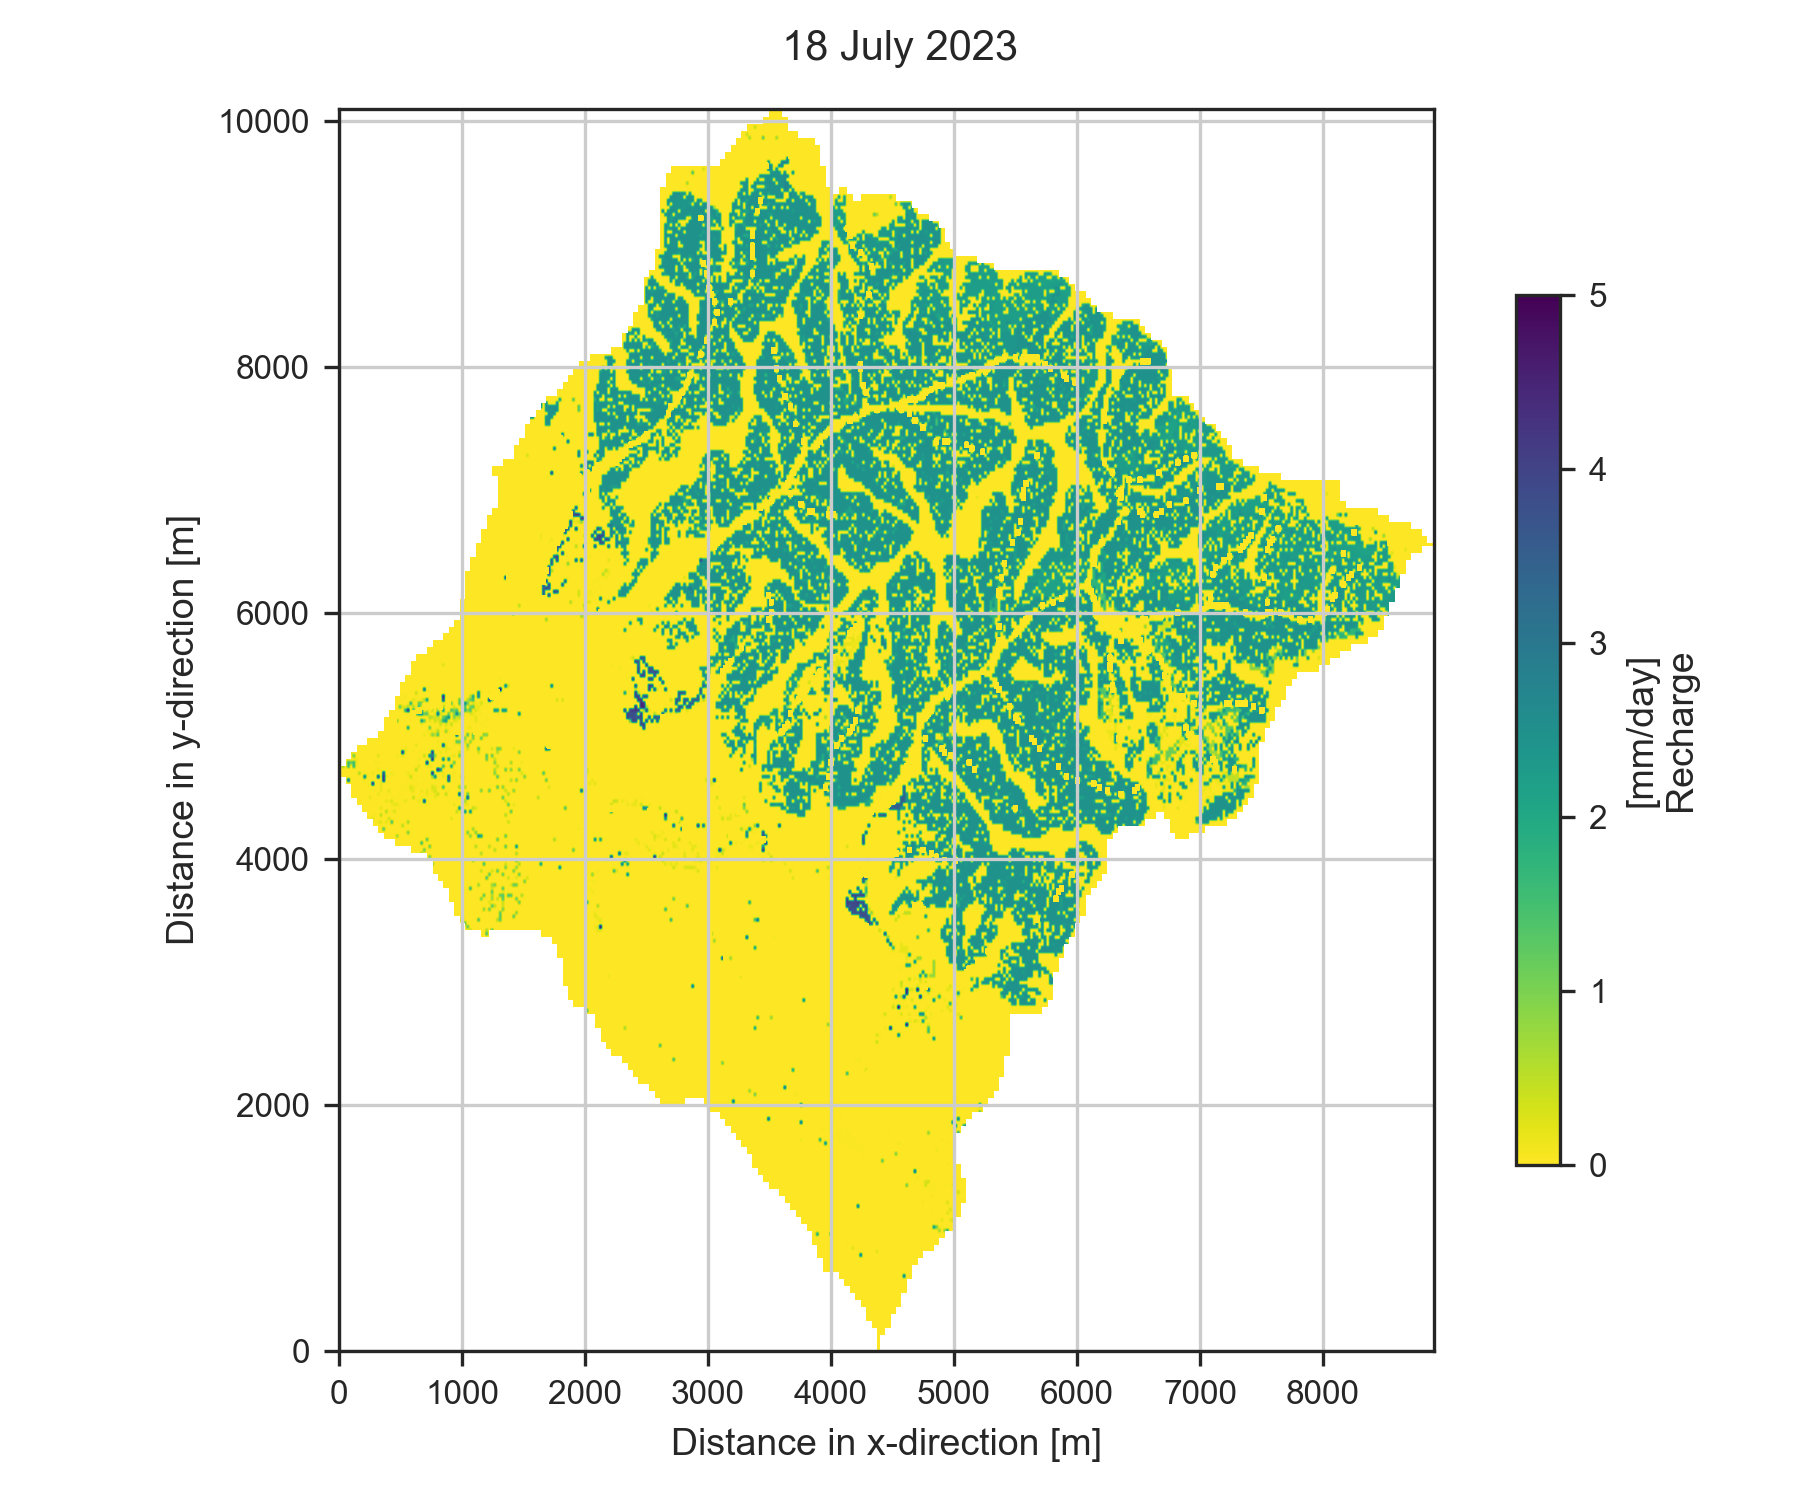 18 July 2023
10000
8000
6000
4000
2000
0
Distance in y-direction [m]
0 1000 2000 3000 4000 5000 6000 7000 8000
Distance in x-direction [m]
5
4
3
2
1
0
[mm/day]
Recharge